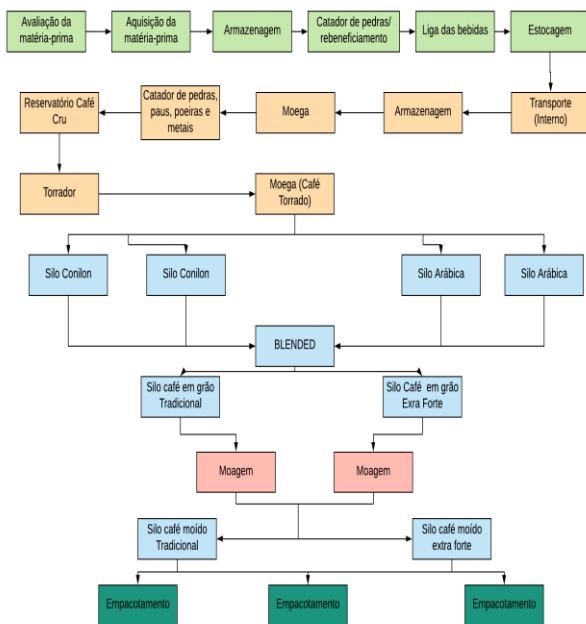 Avaliação da
matéria-prima
Aquisição da
matéria-prima
Armazenagem
Catador de pedras/
rebeneficiamento
Liga das bebidas
Estocagem
Reservatório Café
Cru
Catador de pedras,
paus, poeiras e
metais
Moega
Armazenagem
Transporte
(Interno)
Torrador
Moega (Café
Torrado)
Silo Conilon
Silo Conilon
Silo Arábica
Silo Arábica
BLENDED
Silo café em grão
Tradicional
Silo Café em grão
Exra Forte
Moagem
Moagem
Silo café moído
Tradicional
Silo café moído
extra forte
Empacotamento
Empacotamento
Empacotamento